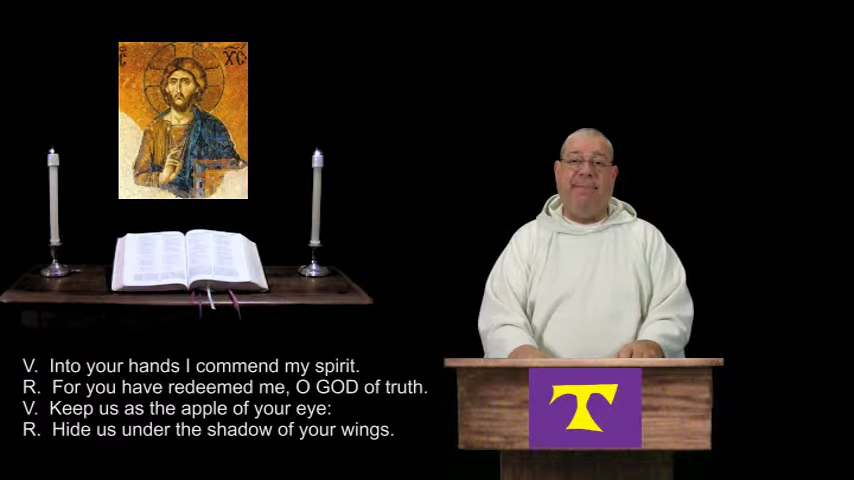 XC
V. Into your hands I commend my spirit.
R. For you have redeemed me, O GOD of truth.
V. Keep us as the apple of your eye:
R. Hide us under the shadow of your wings.
T